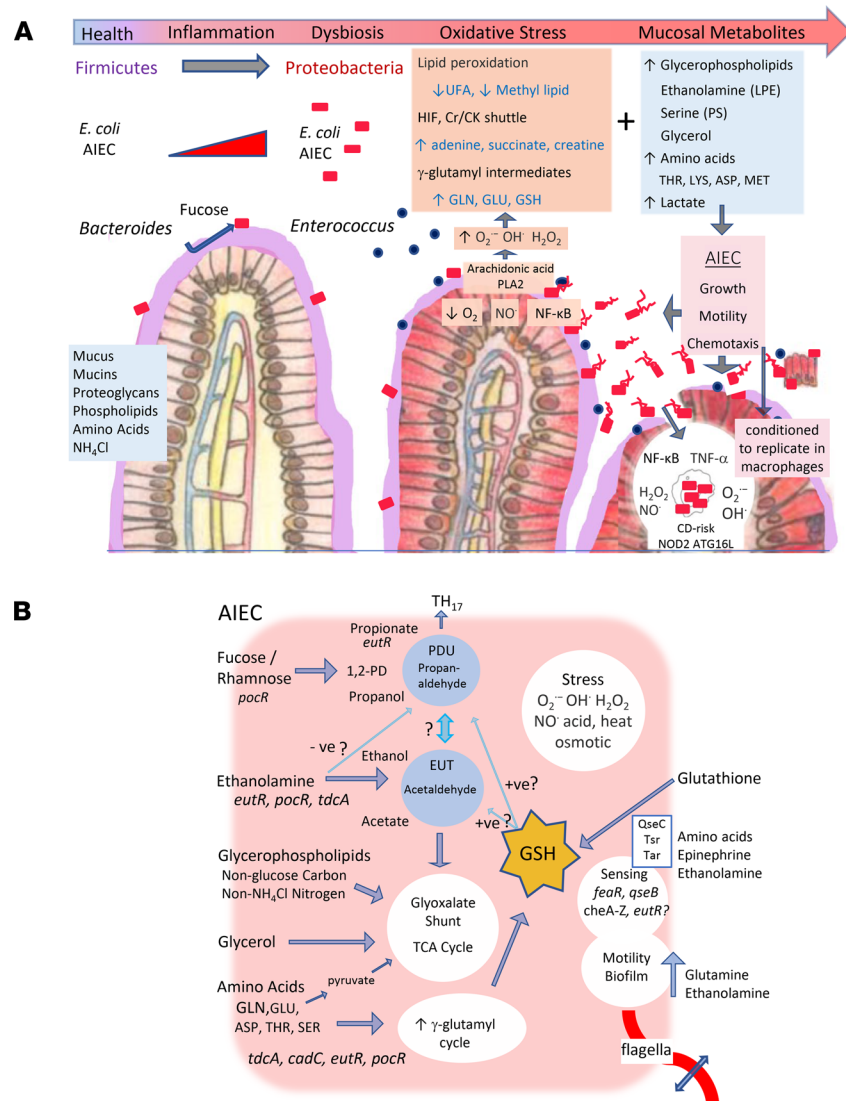 A
Health Inflammation Dysbiosis Oxidative Stress Mucosal Metabolites
Firmicutes
Proteobacteria
E. coli
AIEC
E. coli
AIEC
Bacteroides
Fucose
Enterococcus
Lipid peroxidation
↓UFA, ↓ Methyl lipid
HIF, Cr/CK shuttle
↑ adenine, succinate, creatine
γ-glutamyl intermediates
↑ GLN, GLU, GSH
+
↑ Glycerophospholipids
Ethanolamine (LPE)
Serine (PS)
Glycerol
↑ Amino acids
THR, LYS, ASP, MET
↑ Lactate
↑ O₂·⁻ OH· H₂O₂
Arachidonic acid
PLA2
↓ O₂
NO·
NF-κB
AIEC
Growth
Motility
Chemotaxis
Mucus
Mucins
Proteoglycans
Phospholipids
Amino Acids
NH₄Cl
conditioned
to replicate in
macrophages
NF-κB TNF-α
H₂O₂
NO·
O₂·⁻
OH·
CD-risk
NOD2 ATG16L
B
AIEC
TH₁₇
Propionate
eutR
PDU
Propan-
aldehyde
Fucose /
Rhamnose
pocR
1,2-PD
Propanol
Stress
O₂·⁻ OH· H₂O₂
NO· acid, heat
osmotic
?
- ve ?
Ethanol
EUT
Acetaldehyde
Ethanolamine
eutR, pocR, tdcA
Acetate
+ve?
+ve ?
GSH
Glutathione
QseC
Tsr
Tar
Amino acids
Epinephrine
Ethanolamine
Glycerophospholipids
Non-glucose Carbon
Non-NH₄Cl Nitrogen
Glyoxalate
Shunt
TCA Cycle
Sensing
feaR, qseB
cheA-Z, eutR?
Glycerol
Motility
Biofilm
Glutamine
Ethanolamine
Amino Acids
GLN,GLU,
ASP, THR, SER
pyruvate
↑ γ-glutamyl
cycle
tdcA, cadC, eutR, pocR
flagella